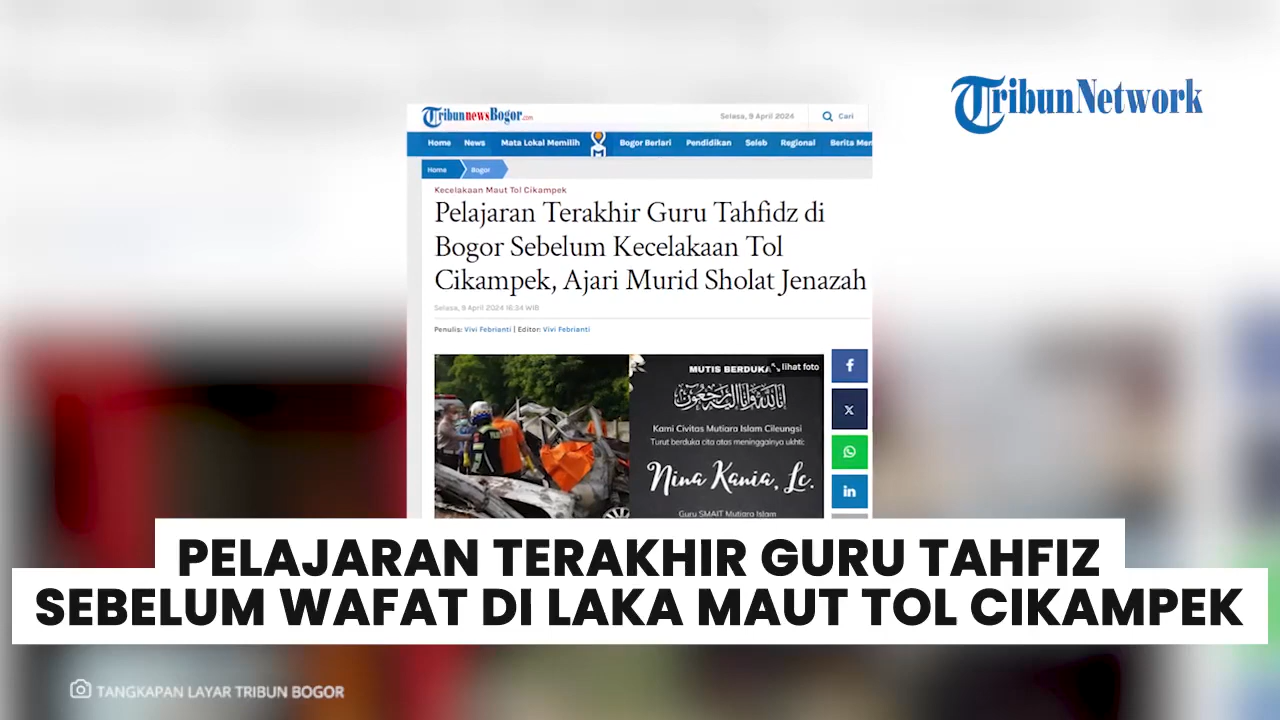 TribunNetwork
TribunnewsBogor.com
Selasa, 9 April 2024
Cari
Home News Mata Lokal Memilih Bogor Berlari Pendidikan Seleb Regional Berita
Home Bogor
Kecelakaan Maut Tol Cikampek
Pelajaran Terakhir Guru Tahfidz di
Bogor Sebelum Kecelakaan Tol
Cikampek, Ajari Murid Sholat Jenazah
Selasa, 9 April 2024 16:34 WIB
Penulis: Vivi Febrianti | Editor: Vivi Febrianti
MUTIS BERDUKA
lihat foto
Kami Civitas Mutiara Islam Cileungsi
Turut berduka cita atas meninggalnya ukhti:
Nina Kania, Lc.
Guru SMAIT Mutiara Islam
PELAJARAN TERAKHIR GURU TAHFIZ
SEBELUM WAFAT DI LAKA MAUT TOL CIKAMPEK
TANGKAPAN LAYAR TRIBUN BOGOR